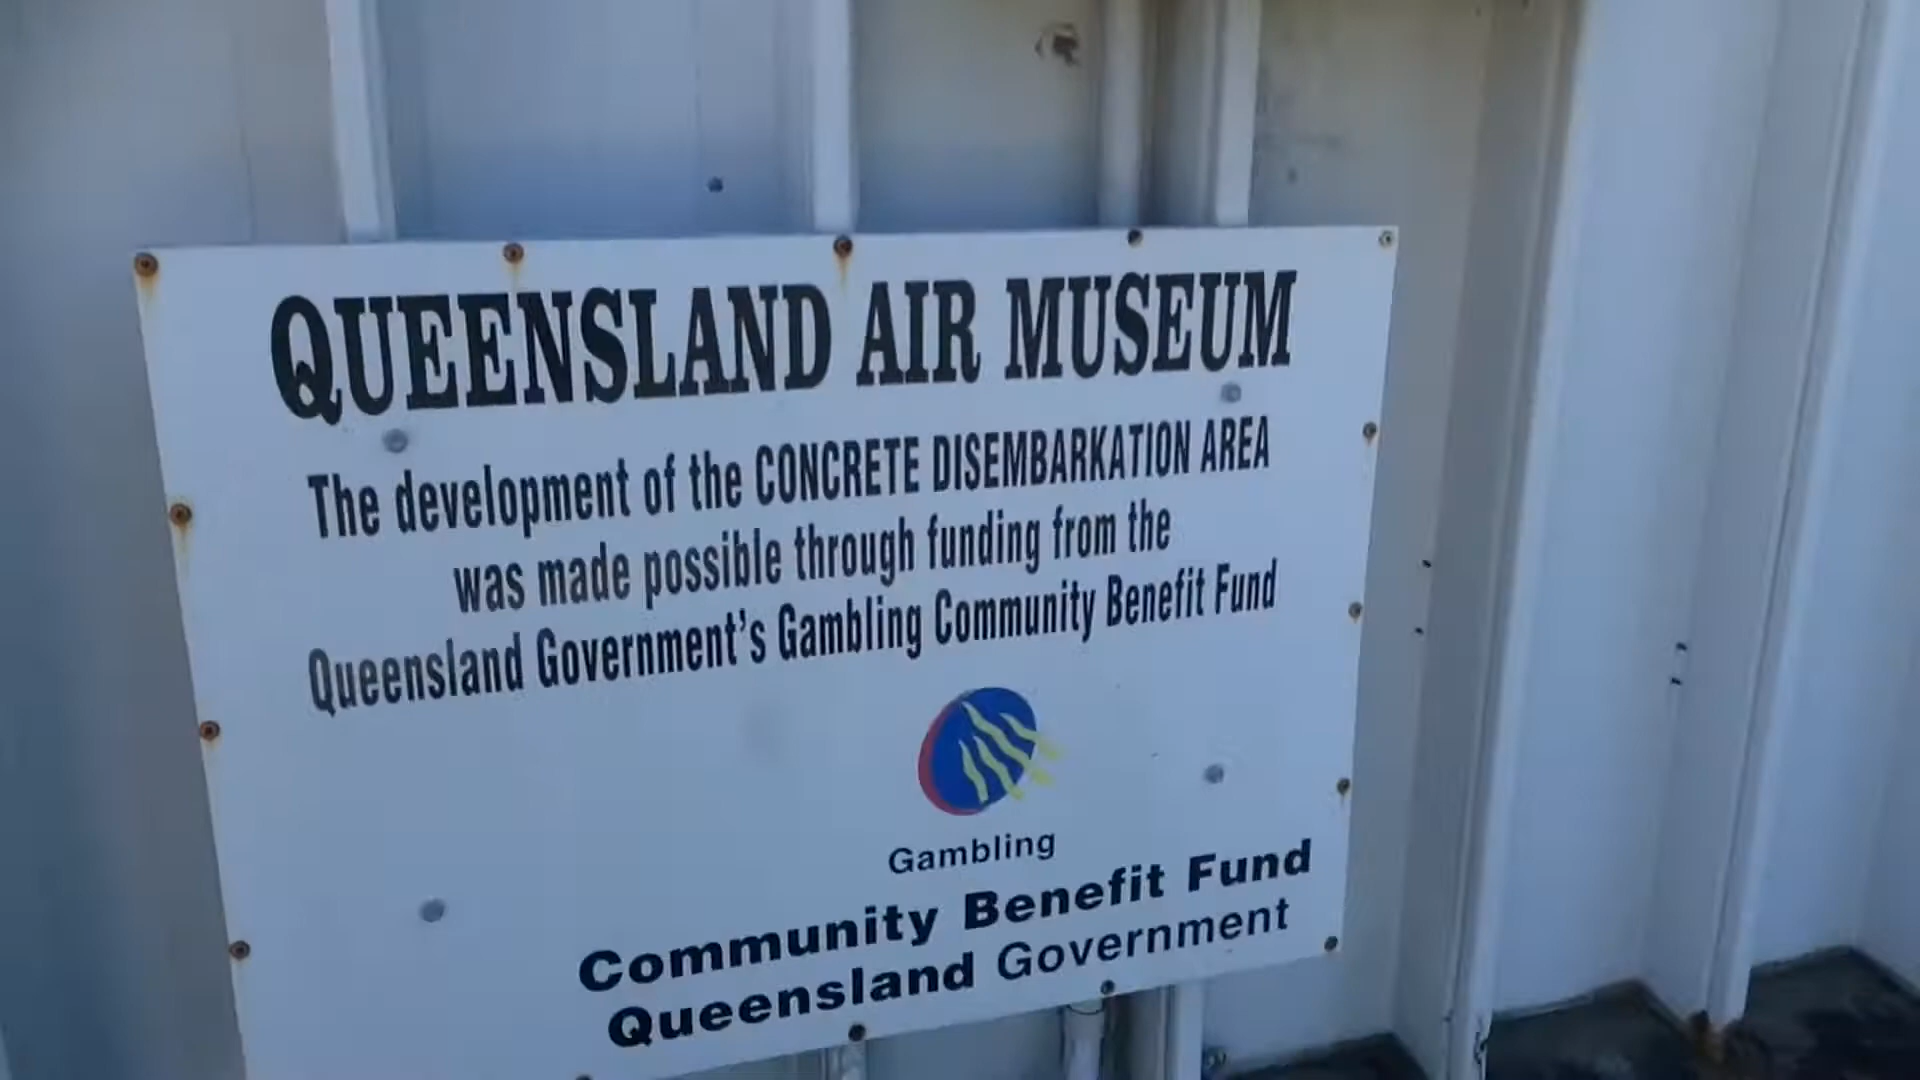 QUEENSLAND AIR MUSEUM
The development of the CONCRETE DISEMBARKATION AREA
was made possible through funding from the
Queensland Government's Gambling Community Benefit Fund
Gambling
Community Benefit Fund
Queensland Government